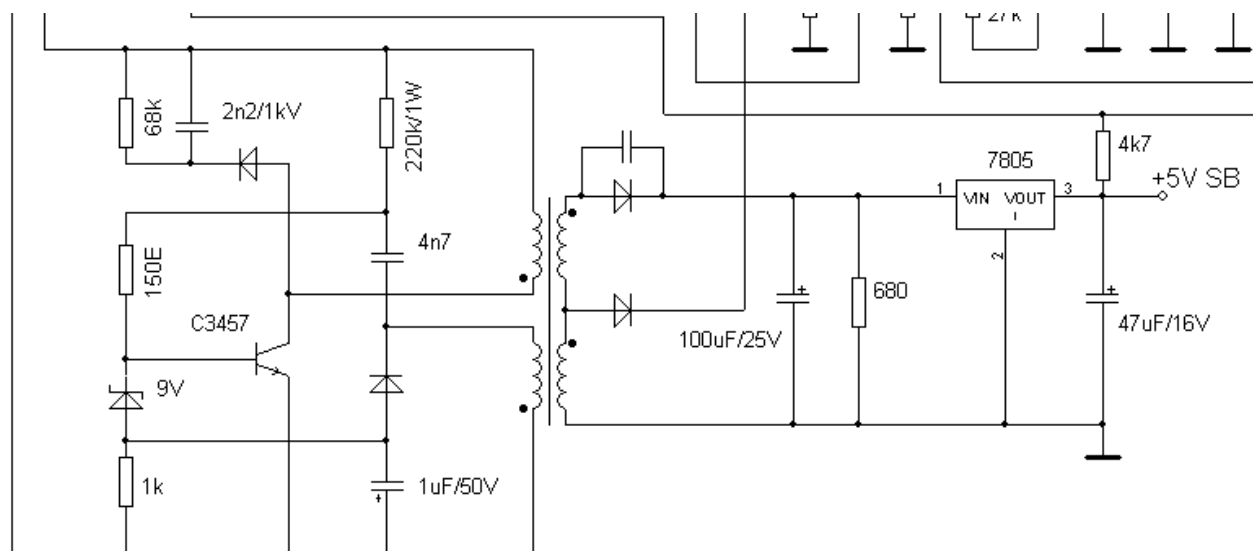 27k
68k
2n2/1kV
220k/1W
4k7
7805
+5V SB
1
VIN VOUT
3
150E
4n7
2
680
C3457
100uF/25V
+
+
47uF/16V
9V
1k
+
1uF/50V